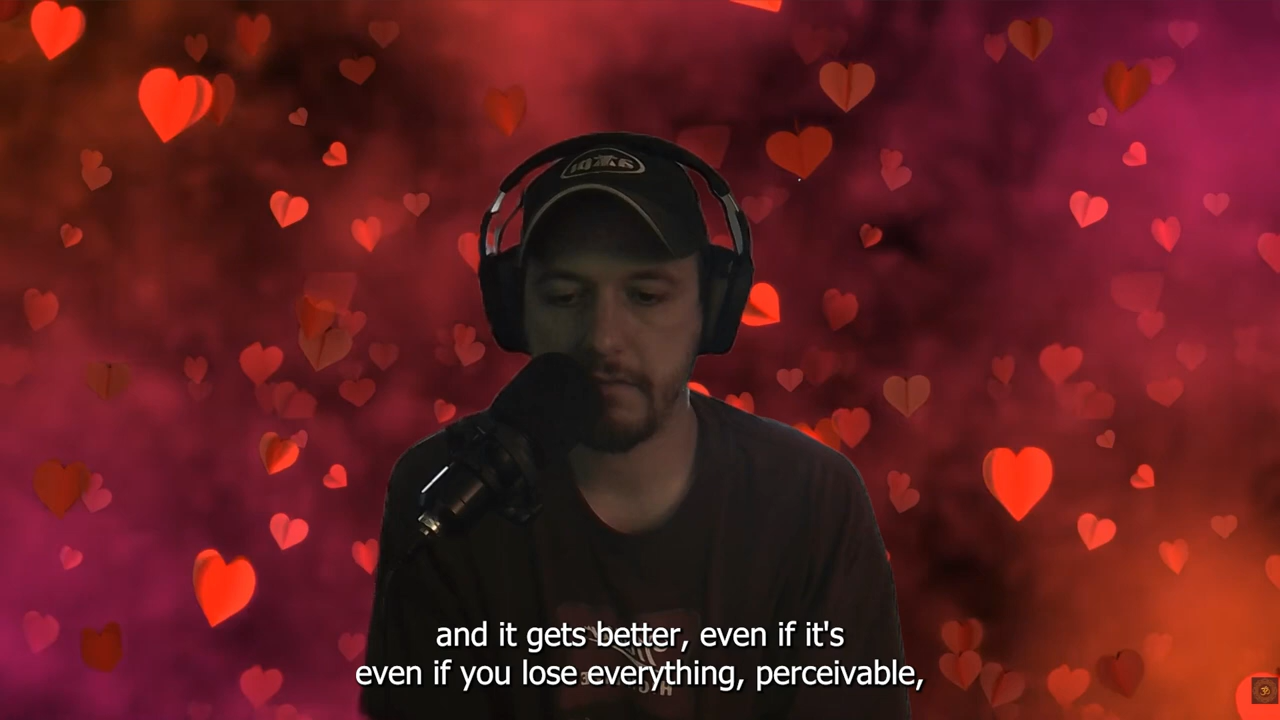 and it gets better, even if it's
even if you lose everything, perceivable,